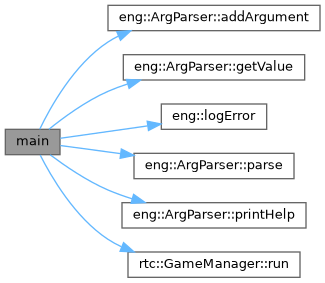 eng::ArgParser::addArgument
eng::ArgParser::getValue
eng::logError
main
eng::ArgParser::parse
eng::ArgParser::printHelp
rtc::GameManager::run